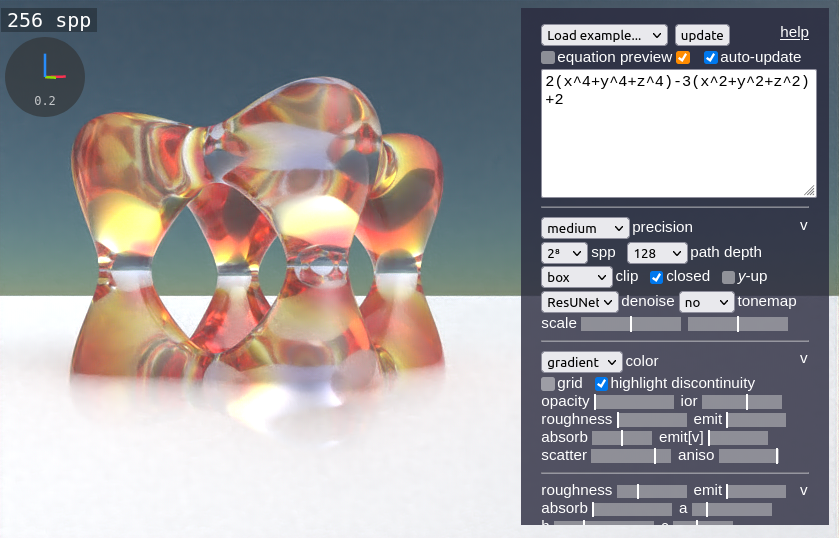 256 spp
0.2
Load example... update help
equation preview auto-update
2(x^4+y^4+z^4)-3(x^2+y^2+z^2)
+2
medium precision v
2⁸ spp 128 path depth
box clip closed y-up
ResUNet denoise no tonemap
scale
gradient color v
grid highlight discontinuity
opacity ior
roughness emit
absorb emit[v]
scatter aniso
roughness emit v
absorb a